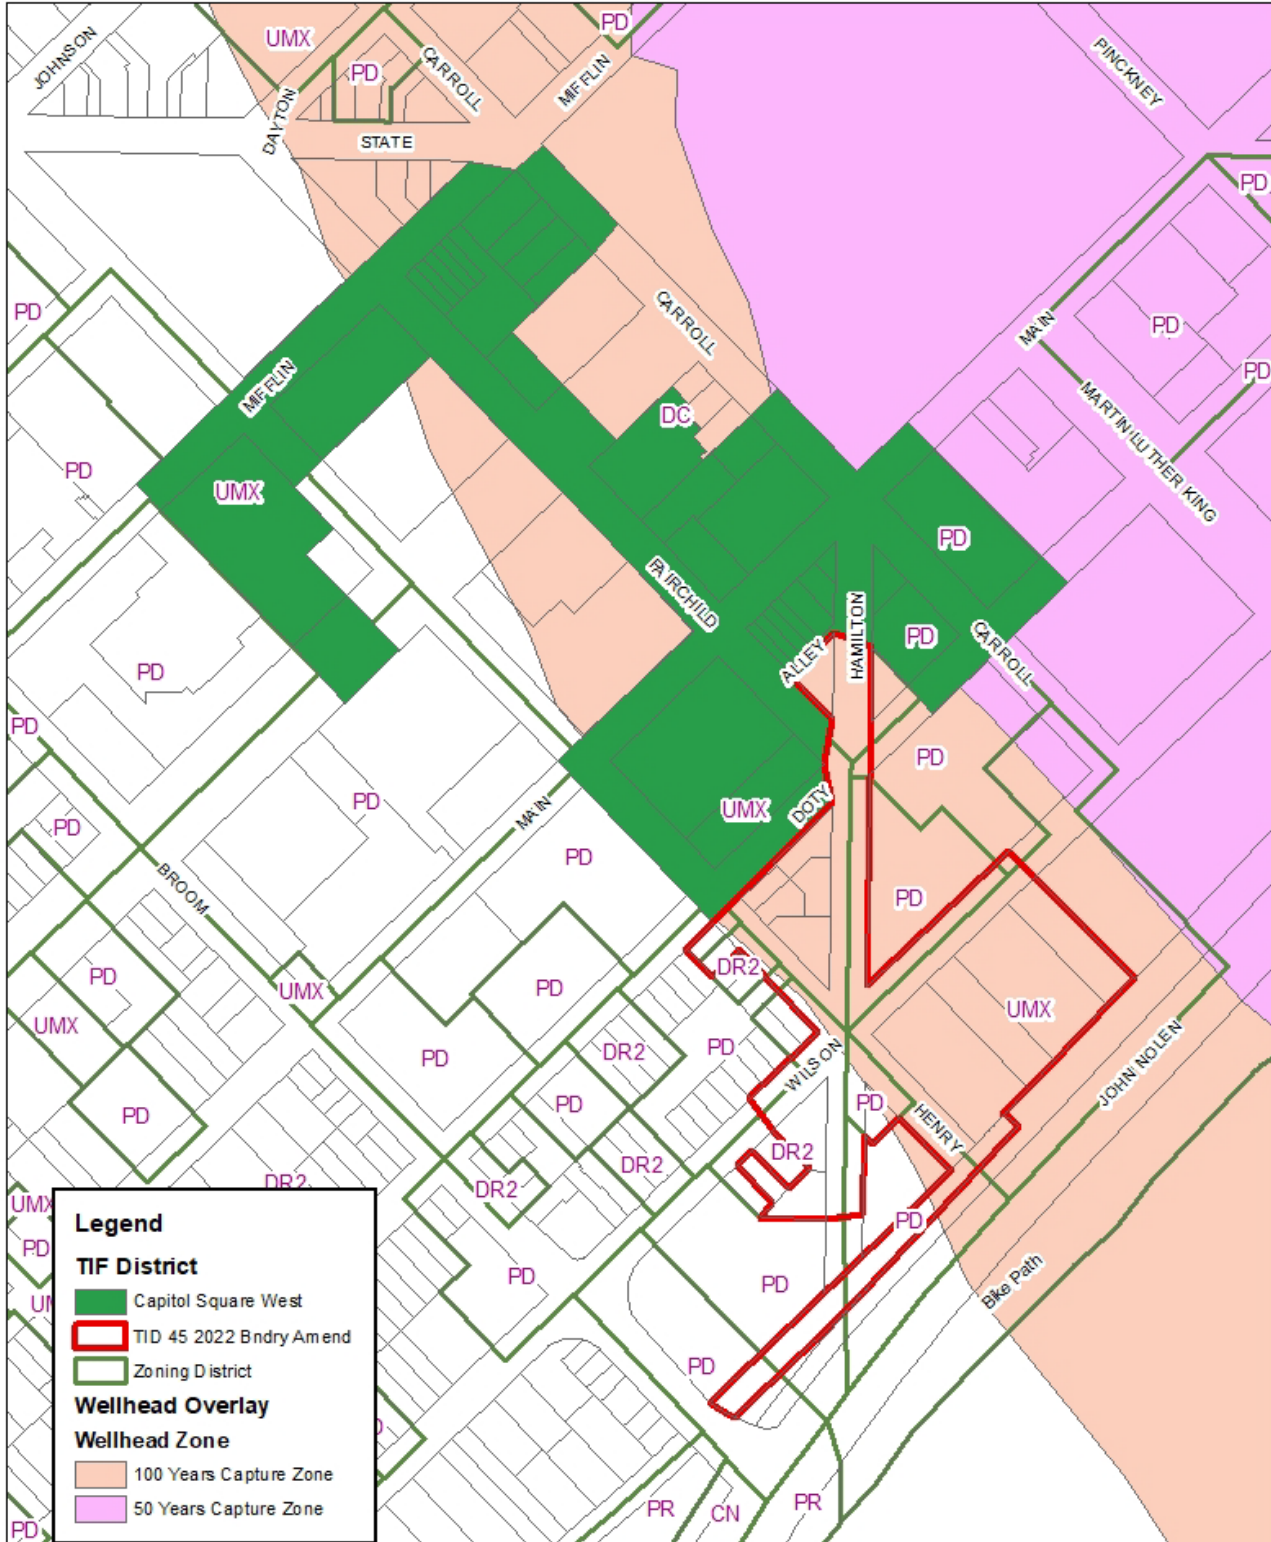 JOHNSON
UMX
PD
CARROLL
MIFFLIN
PD
PINCKNEY
DAYTON
STATE
PD
PD
CARROLL
MAIN
PD
PD
MIFFLIN
DC
MARTIN LUTHER KING
PD
UMX
PD
FAIRCHILD
ALLEY
HAMILTON
PD
CARROLL
PD
PD
PD
PD
PD
UMX
DOTY
MAIN
PD
PD
BROOM
PD
PD
DR2
PD
UMX
PD
UMX
UMX
DR2
PD
PD
WILSON
JOHN NOLEN
PD
PD
PD
HENRY
DR2
DR2
DR2
DR2
UMX
PD
PD
PD
PD
Bike Path
PD
PR
CN
PR
PD
Legend
TIF District
Capitol Square West
TID 45 2022 Bndry Amend
Zoning District
Wellhead Overlay
Wellhead Zone
100 Years Capture Zone
50 Years Capture Zone